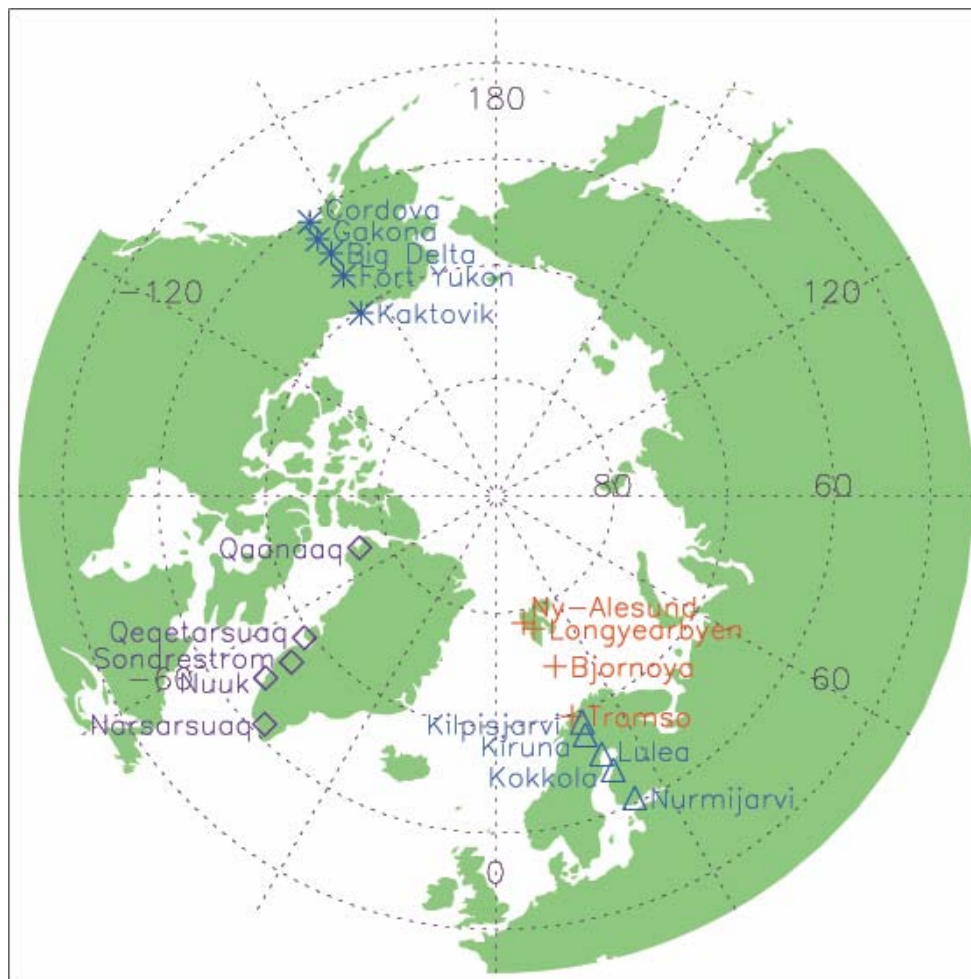 180
Cordova
Gakona
Big Delta
Fort Yukon
-120
120
Kaktovik
80
60
Qaanaaq
Ny-Alesund
Longyearbyen
Qeqetarsuaq
Sondrestrom
Bjornoya
-60
60
Nuuk
Narsarsuaq
Tromso
Kilpisjarvi
Kiruna
Lulea
Kokkola
Nurmijarvi
0